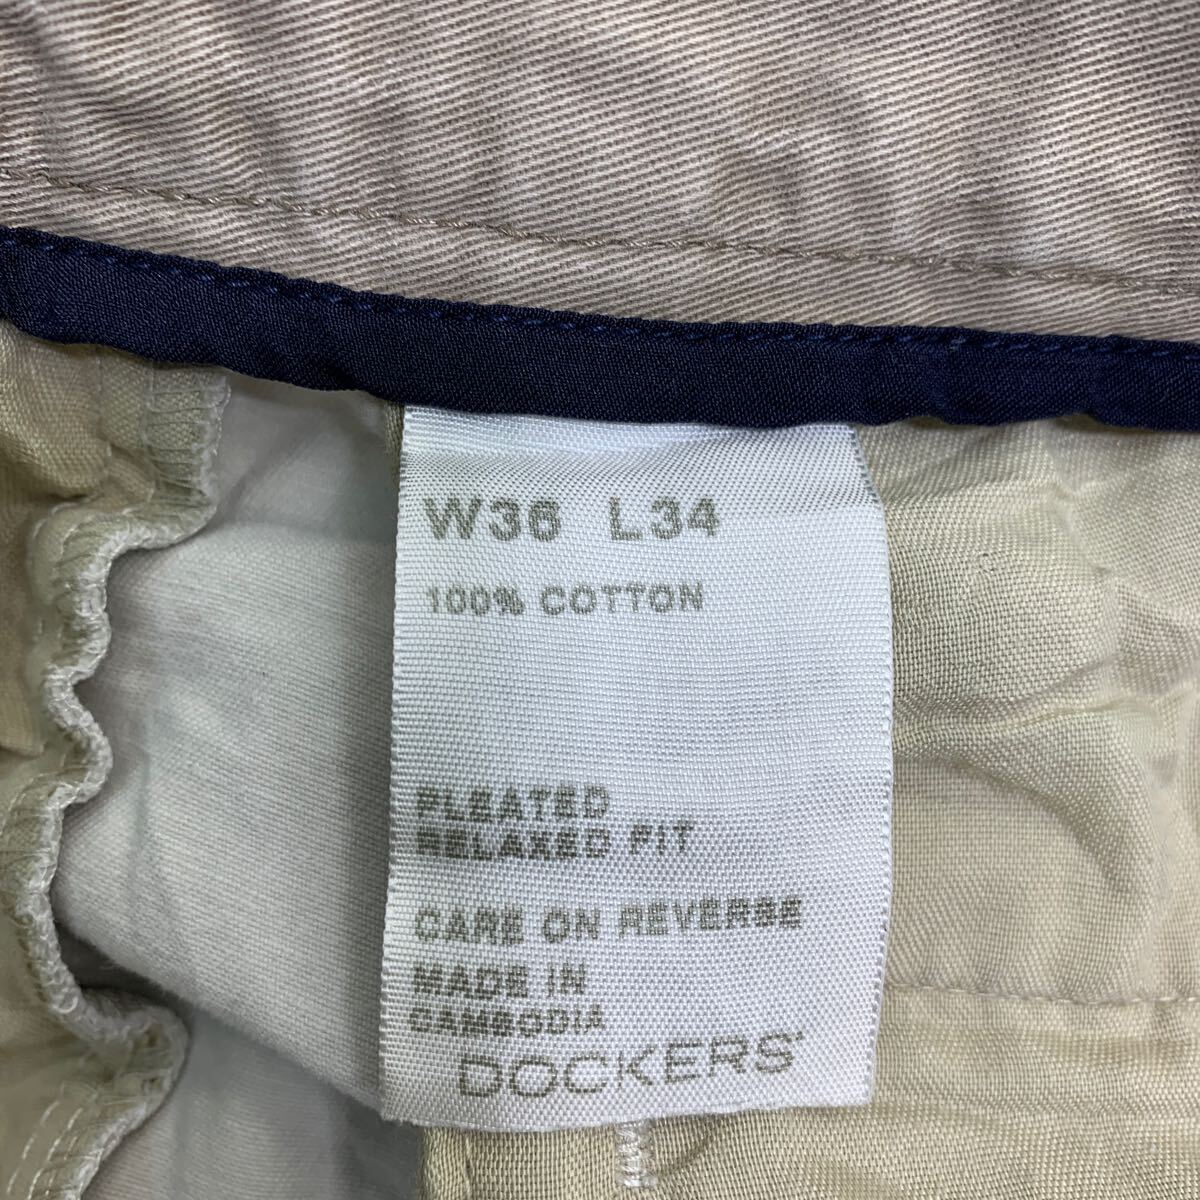 W36 L34
100% COTTON
PLEATED
RELAXED FIT
CARE ON REVERSE
MADE IN
CAMBODIA
DOCKERS®